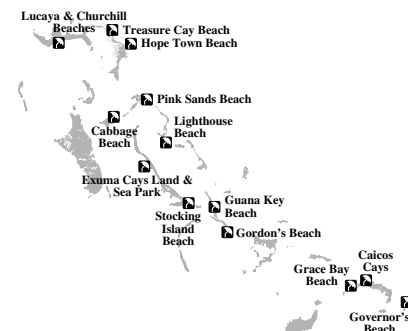 Lucaya & Churchill
Beaches
Treasure Cay Beach
Hope Town Beach
Pink Sands Beach
Cabbage
Beach
Lighthouse
Beach
Exuma Cays Land &
Sea Park
Stocking
Island
Beach
Guana Key
Beach
Gordon's Beach
Grace Bay
Beach
Caicos
Cays
Governor's
Beach